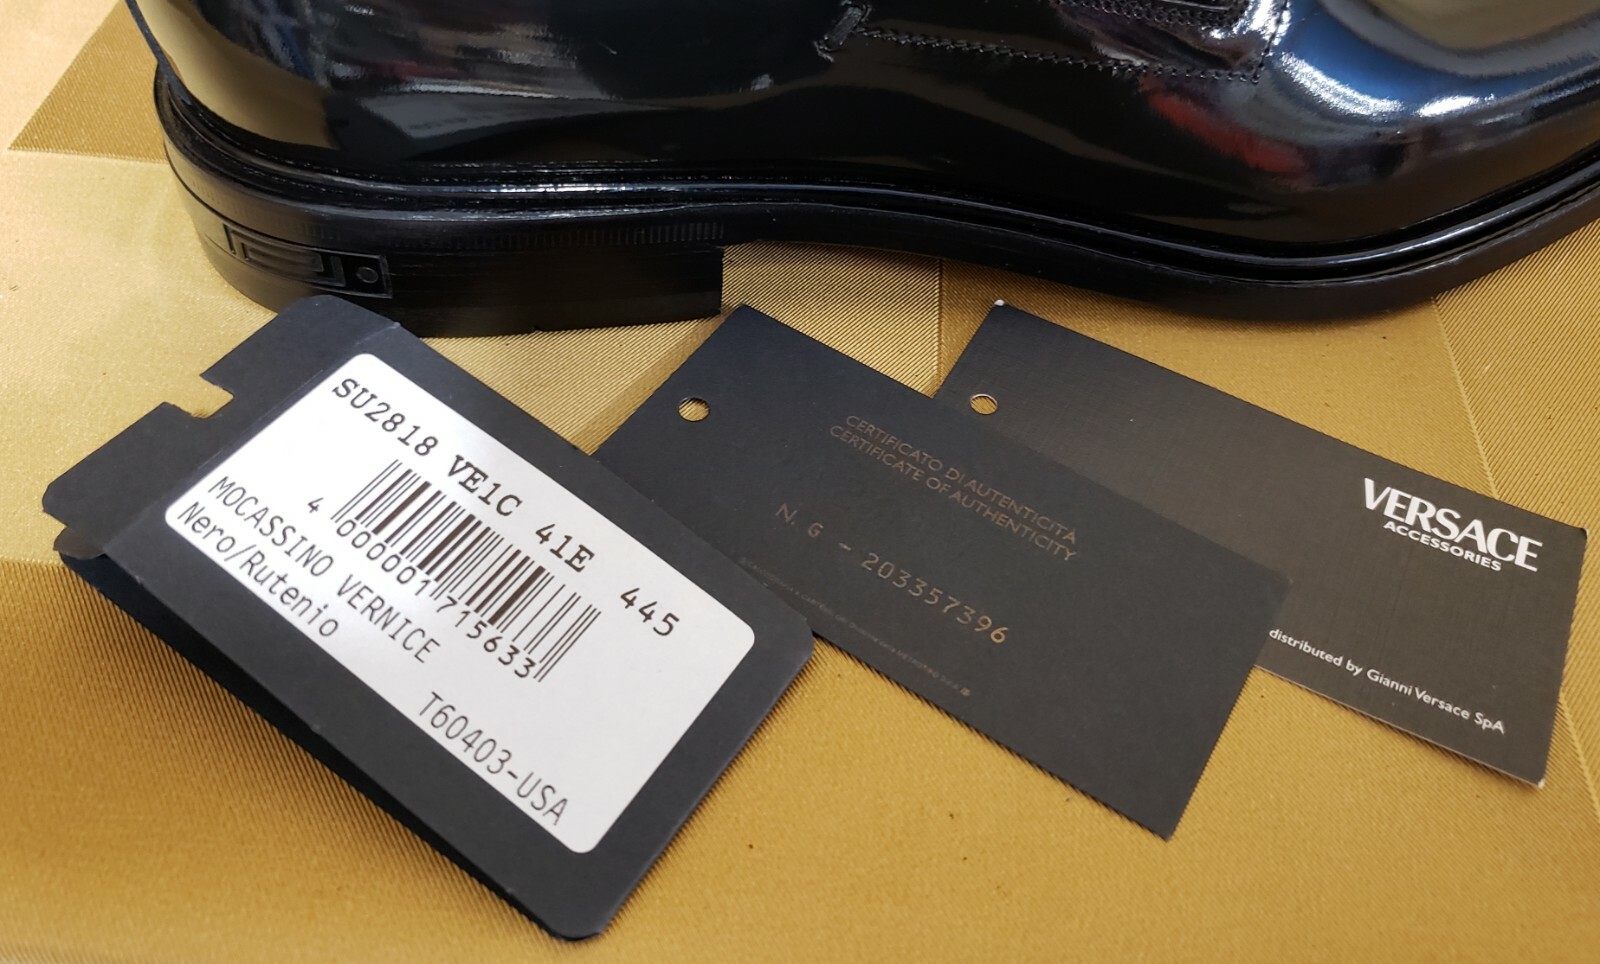 SU2818 VE1C 41E 445
4 000001 715633
MOCASSINO VERNICE
Nero/Rutenio
T60403-USA
CERTIFICATO DI AUTENTICITÀ
CERTIFICATE OF AUTHENTICITY
N. G - 203357396
VERSACE
ACCESSORIES
distributed by Gianni Versace SpA